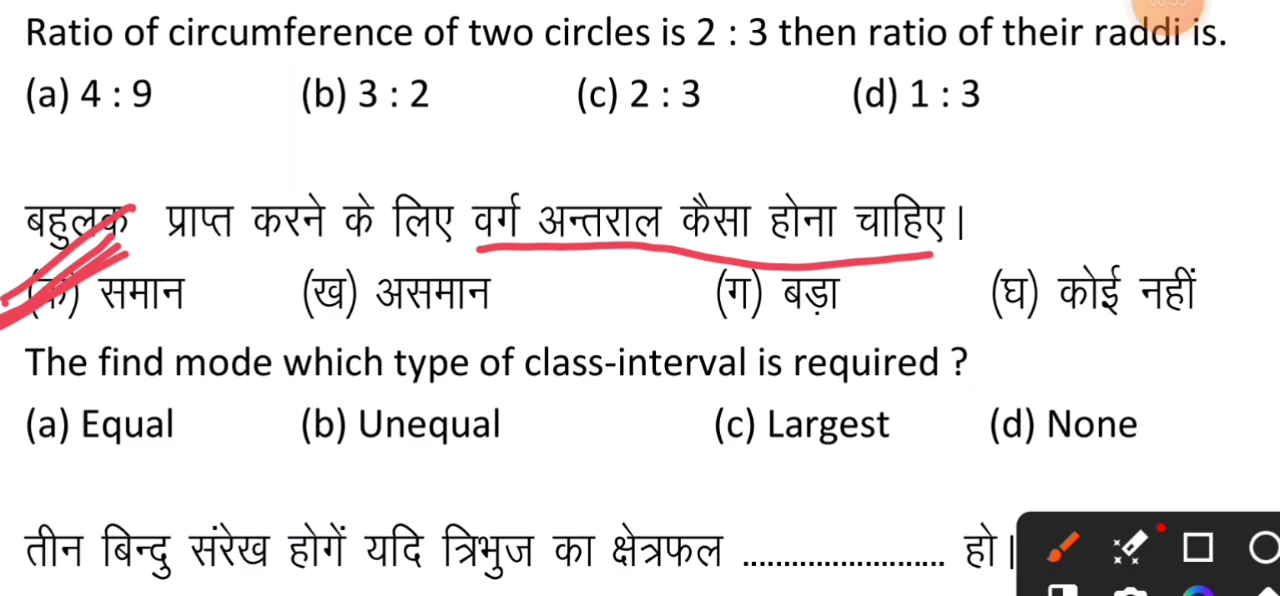 Ratio of circumference of two circles is 2 : 3 then ratio of their raddi is.
(a) 4 : 9 (b) 3 : 2 (c) 2 : 3 (d) 1 : 3
बहुलक प्राप्त करने के लिए वर्ग अन्तराल कैसा होना चाहिए।
(क) समान (ख) असमान (ग) बड़ा (घ) कोई नहीं
The find mode which type of class-interval is required ?
(a) Equal (b) Unequal (c) Largest (d) None
तीन बिन्दु संरेख होगें यदि त्रिभुज का क्षेत्रफल ........................ हो।